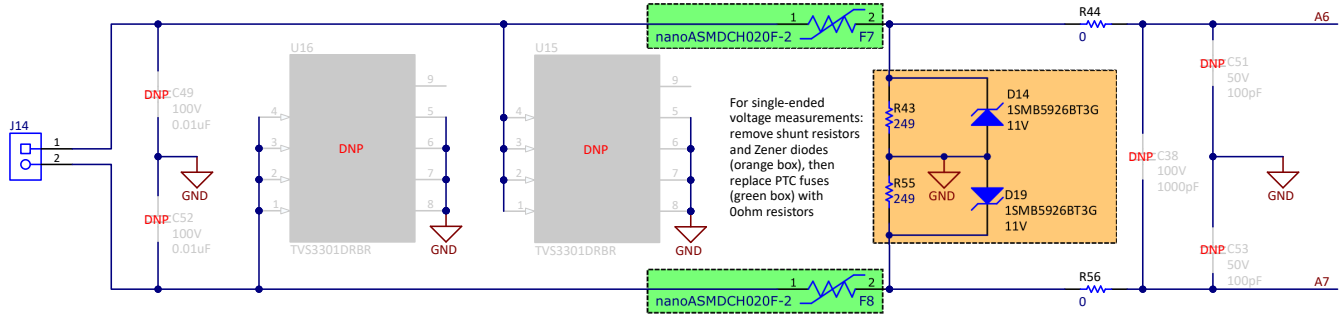 J14
1
2
DNP
C49
100V
0.01uF
GND
DNP
C52
100V
0.01uF
U16
4
3
2
1
9
5
6
7
8
DNP
TVS3301DRBR
GND
U15
4
3
2
1
9
5
6
7
8
DNP
TVS3301DRBR
GND
1
2
nanoASMDCH020F-2
F7
For single-ended
voltage measurements:
remove shunt resistors
and Zener diodes
(orange box), then
replace PTC fuses
(green box) with
0ohm resistors
1
2
nanoASMDCH020F-2
F8
R43
249
D14
1SMB5926BT3G
11V
GND
R55
249
D19
1SMB5926BT3G
11V
R44
0
R56
0
DNP
C38
100V
1000pF
DNP
C51
50V
100pF
GND
DNP
C53
50V
100pF
A6
A7